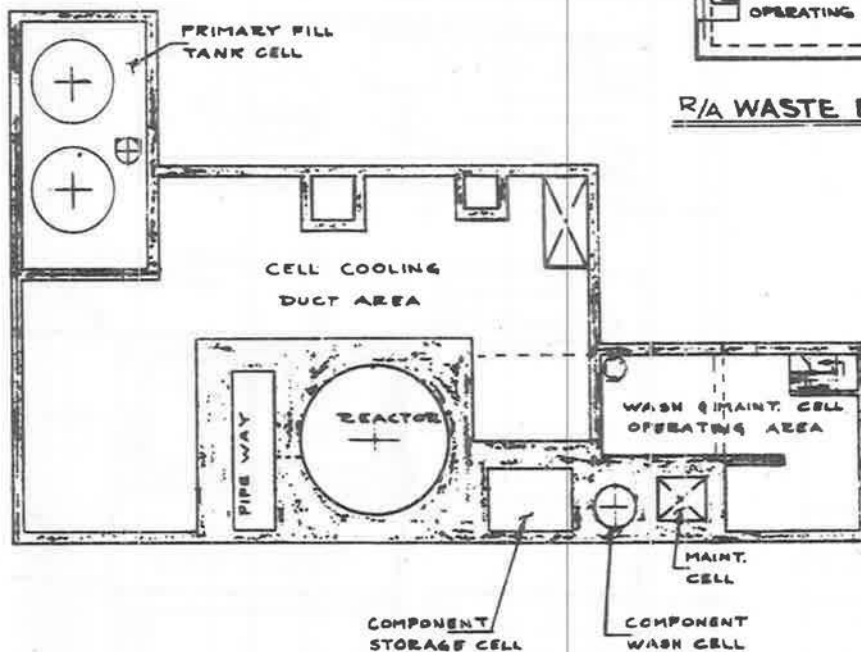 PRIMARY FILL
TANK CELL
OPERATING
R/A WASTE
CELL COOLING
DUCT AREA
REACTOR
PIPE WAY
WASH & MAINT. CELL
OPERATING AREA
MAINT.
CELL
COMPONENT
STORAGE CELL
COMPONENT
WASH CELL